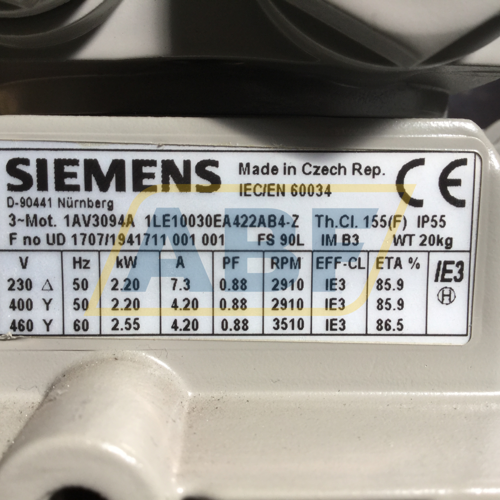 SIEMENS Made in Czech Rep. CE
D-90441 Nürnberg IEC/EN 60034
3~Mot. 1AV3094A 1LE10030EA422AB4-Z Th.Cl.155(F) IP55
F no UD 1707/1941711 001 001 FS 90L IM B3 WT 20kg
V Hz kW A PF RPM EFF-CL ETA % IE3
230 Δ 50 2.20 7.3 0.88 2910 IE3 85.9 H
400 Y 50 2.20 4.20 0.88 2910 IE3 85.9
460 Y 60 2.55 4.20 0.88 3510 IE3 86.5
ABF